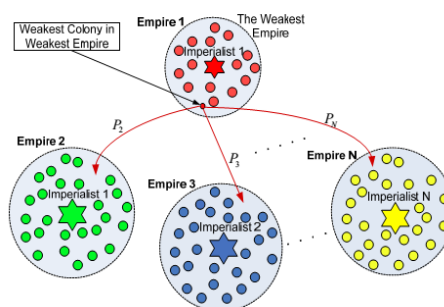 Empire 1
The Weakest
Empire
Weakest Colony in
Weakest Empire
Imperialist 1
P2
P3
PN
Empire 2
Imperialist 1
Empire 3
Imperialist 2
Empire N
Imperialist N